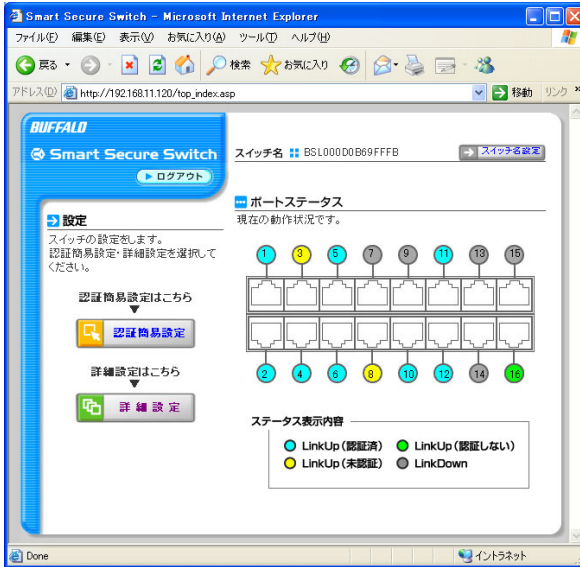 Smart Secure Switch - Microsoft Internet Explorer
ファイル(F) 編集(E) 表示(V) お気に入り(A) ツール(T) ヘルプ(H)
戻る 検索 お気に入り
アドレス(D) http://192.168.11.120/top_index.asp 移動 リンク »
BUFFALO
Smart Secure Switch
ログアウト
スイッチ名 BSL000D0B69FFFB スイッチ名設定
設定
スイッチの設定をします。
認証簡易設定・詳細設定を選択して
ください。
認証簡易設定はこちら
認証簡易設定
詳細設定はこちら
詳細設定
ポートステータス
現在の動作状況です。
1 3 5 7 9 11 13 15
2 4 6 8 10 12 14 16
ステータス表示内容
LinkUp(認証済) LinkUp(認証しない)
LinkUp(未認証) LinkDown
Done イントラネット